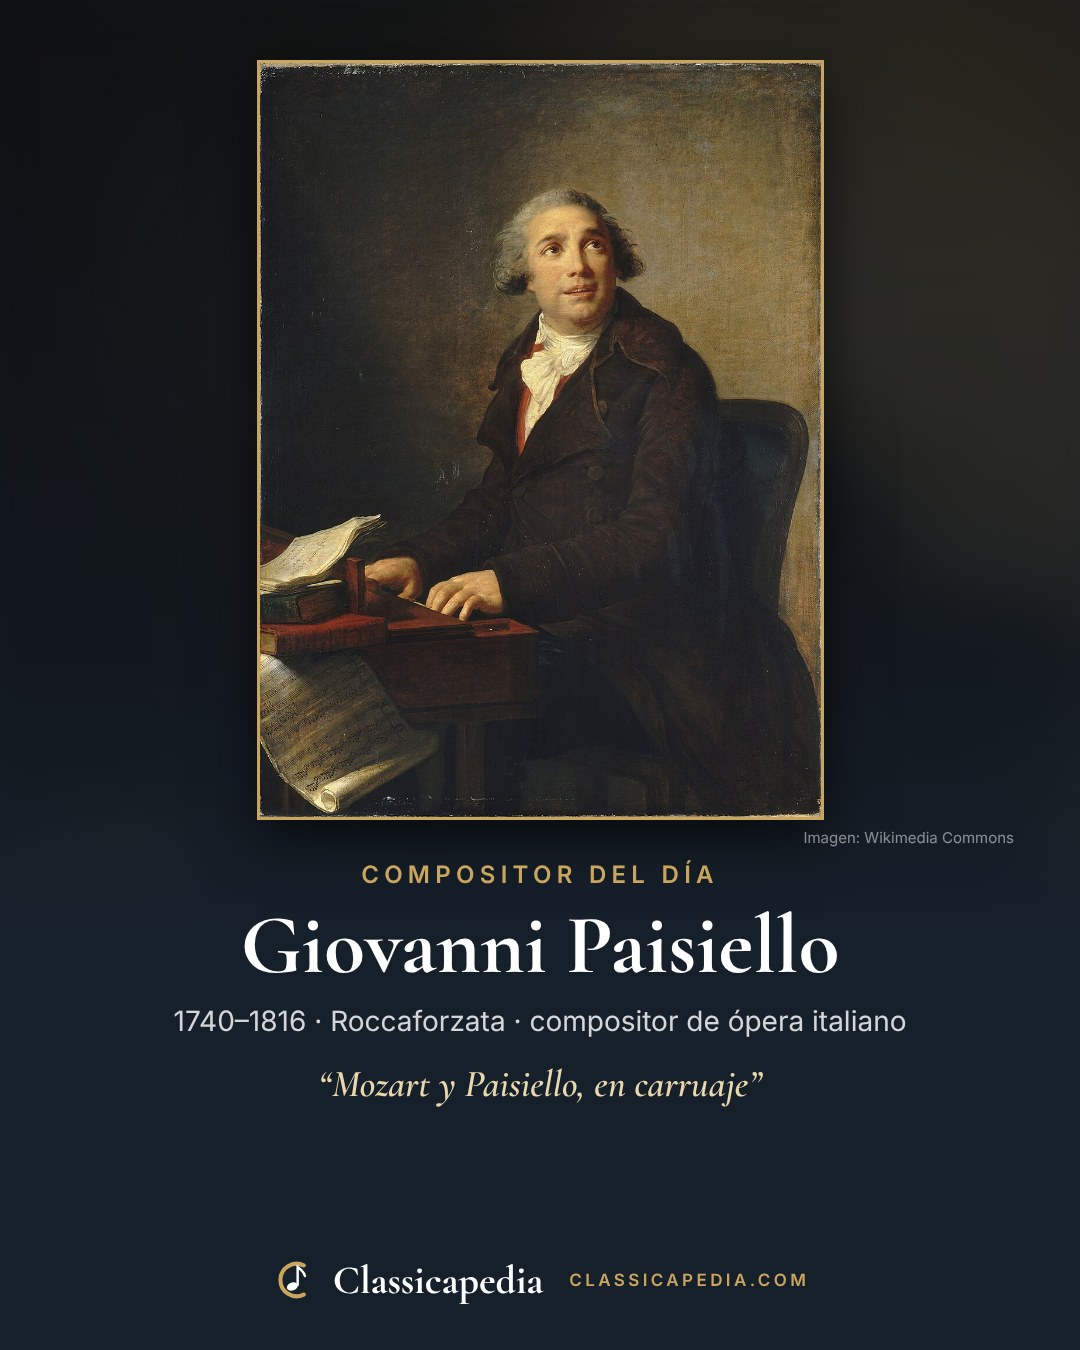 Imagen: Wikimedia Commons
COMPOSITOR DEL DÍA
Giovanni Paisiello
1740–1816 · Roccaforzata · compositor de ópera italiano
“Mozart y Paisiello, en carruaje”
Classicapedia CLASSICAPEDIA.COM